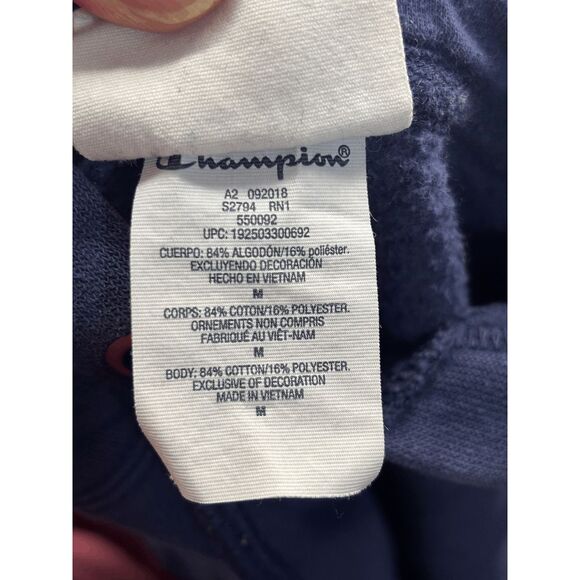 Champion®
A2 092018
S2794 RN1
550092
UPC: 192503300692
CUERPO: 84% ALGODÓN/16% poliéster.
EXCLUYENDO DECORACIÓN
HECHO EN VIETNAM
M
CORPS: 84% COTON/16% POLYESTER.
ORNEMENTS NON COMPRIS
FABRIQUÉ AU VIÊT-NAM
M
BODY: 84% COTTON/16% POLYESTER.
EXCLUSIVE OF DECORATION
MADE IN VIETNAM
M